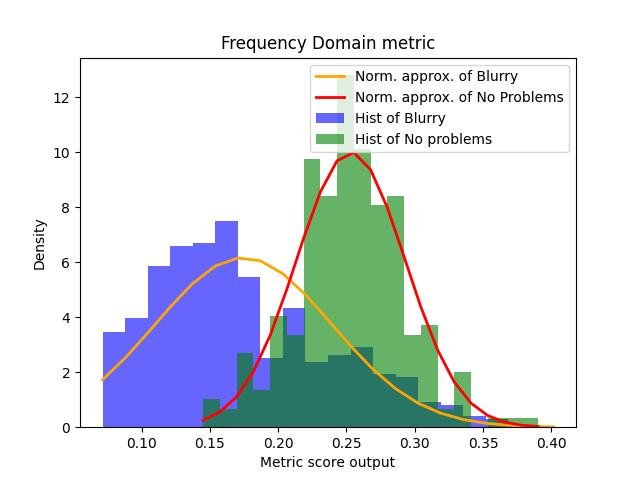 Frequency Domain metric
Norm. approx. of Blurry
Norm. approx. of No Problems
Hist of Blurry
Hist of No problems
12
10
8
6
4
2
0
Density
0.10 0.15 0.20 0.25 0.30 0.35 0.40
Metric score output